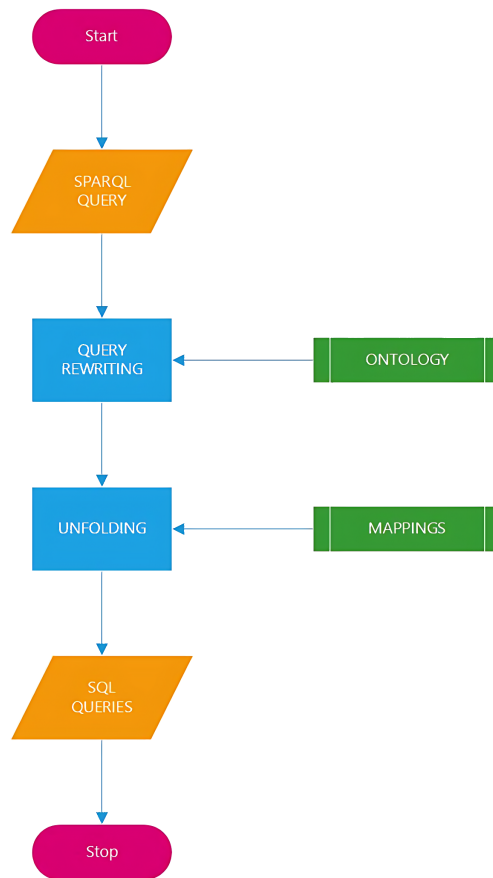 Start
SPARQL
QUERY
QUERY
REWRITING
ONTOLOGY
UNFOLDING
MAPPINGS
SQL
QUERIES
Stop